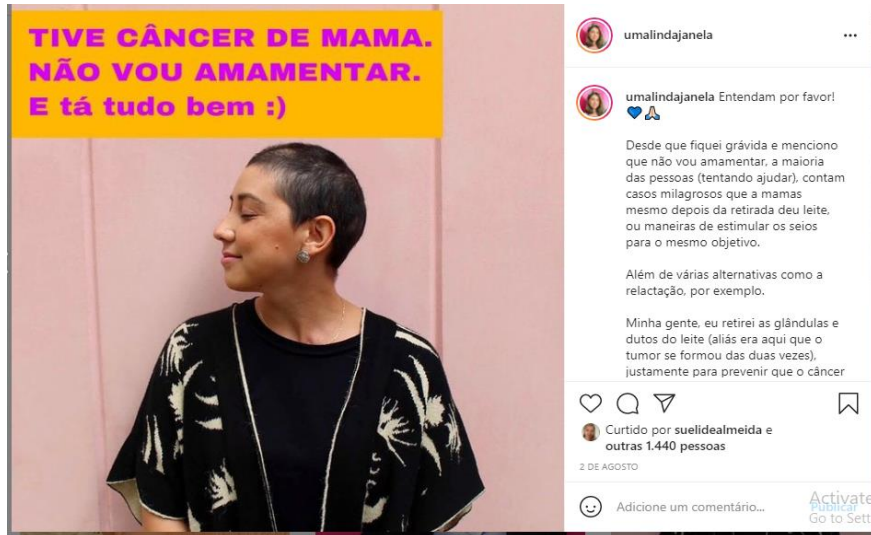 TIVE CÂNCER DE MAMA.
NÃO VOU AMAMENTAR.
E tá tudo bem :)
umalindajanela
umalindajanela Entendam por favor!
Desde que fiquei grávida e menciono
que não vou amamentar, a maioria
das pessoas (tentando ajudar), contam
casos milagrosos que a mamas
mesmo depois da retirada deu leite,
ou maneiras de estimular os seios
para o mesmo objetivo.
Além de várias alternativas como a
relactação, por exemplo.
Minha gente, eu retirei as glândulas e
dutos do leite (aliás era aqui que o
tumor se formou das duas vezes),
justamente para prevenir que o câncer
Curtido por suelidealmeida e
outras 1.440 pessoas
2 DE AGOSTO
Adicione um comentário...
Publicar
Activate
Go to Sett